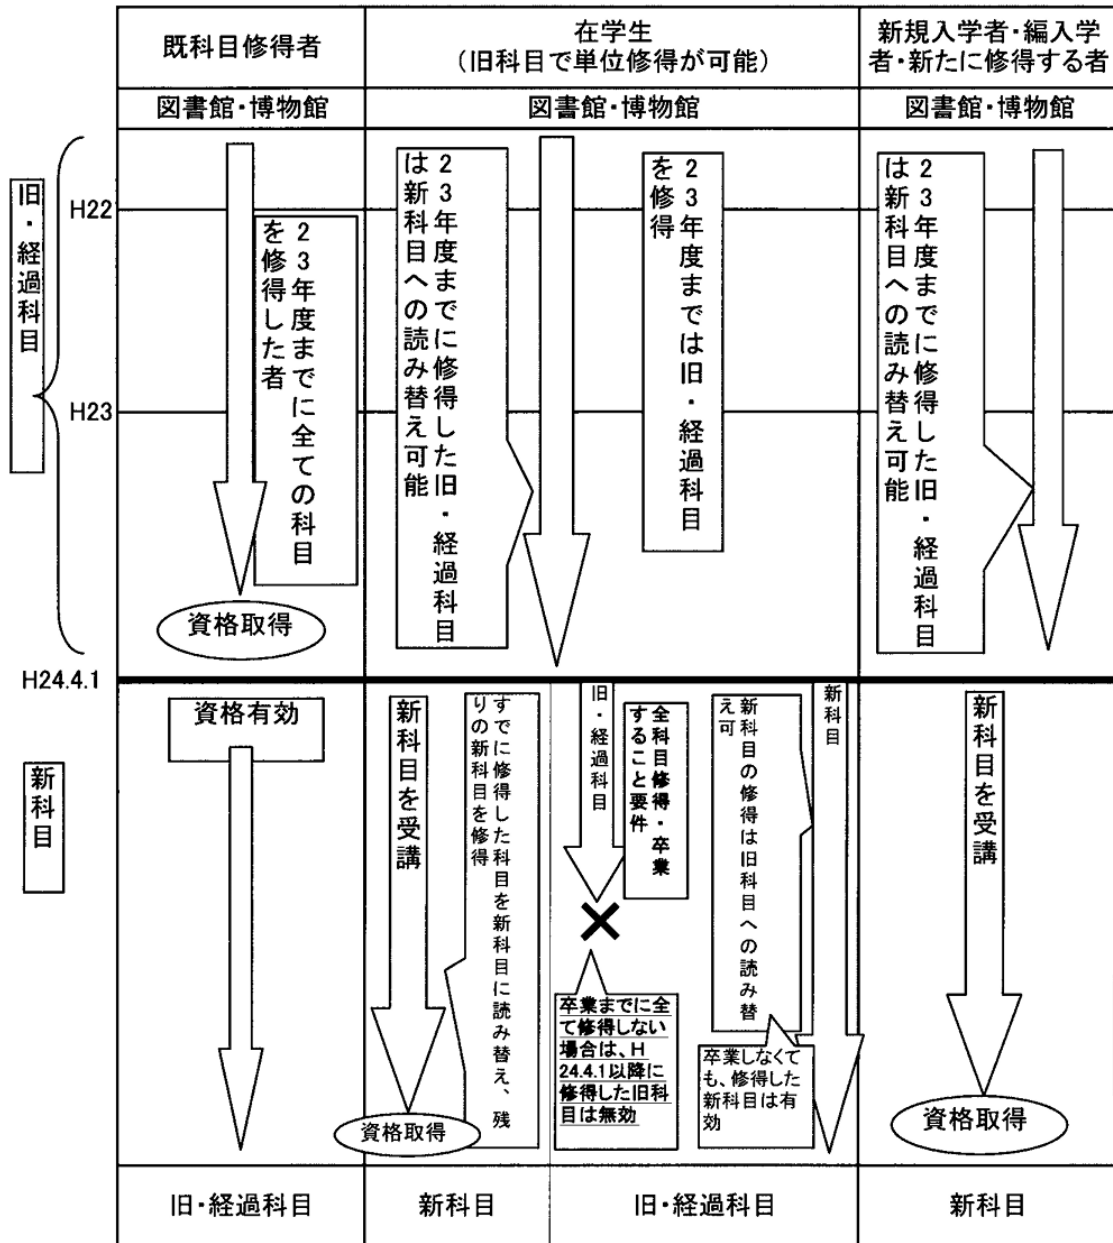 既科目修得者
在学生
(旧科目で単位修得が可能)
新規入学者・編入学
者・新たに修得する者
図書館・博物館
図書館・博物館
図書館・博物館
旧・経過科目
H22
H23
H24.4.1
２３年度までに全ての科目
を修得した者
資格取得
２３年度までに修得した旧・経過科目
は新科目への読み替え可能
２３年度までは旧・経過科目
を修得
２３年度までに修得した旧・経過科目
は新科目への読み替え可能
新科目
資格有効
新科目を受講
すでに修得した科目を新科目に読み替え、残
りの新科目を修得
資格取得
旧・経過科目
全科目修得・卒業
すること要件
卒業までに全
て修得しない
場合は、H
24.4.1以降に
修得した旧科
目は無効
新科目の修得は旧科目への読み替
え可
卒業しなくて
も、修得した
新科目は有
効
新科目
新科目を受講
資格取得
旧・経過科目
新科目
旧・経過科目
新科目